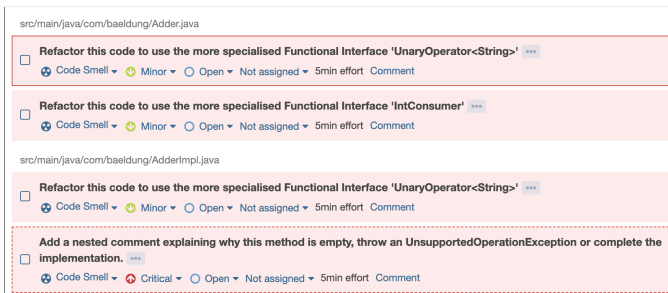 src/main/java/com/baeldung/Adder.java
Refactor this code to use the more specialised Functional Interface 'UnaryOperator<String>'
Code Smell Minor Open Not assigned 5min effort Comment
Refactor this code to use the more specialised Functional Interface 'IntConsumer'
Code Smell Minor Open Not assigned 5min effort Comment
src/main/java/com/baeldung/AdderImpl.java
Refactor this code to use the more specialised Functional Interface 'UnaryOperator<String>'
Code Smell Minor Open Not assigned 5min effort Comment
Add a nested comment explaining why this method is empty, throw an UnsupportedOperationException or complete the
implementation.
Code Smell Critical Open Not assigned 5min effort Comment